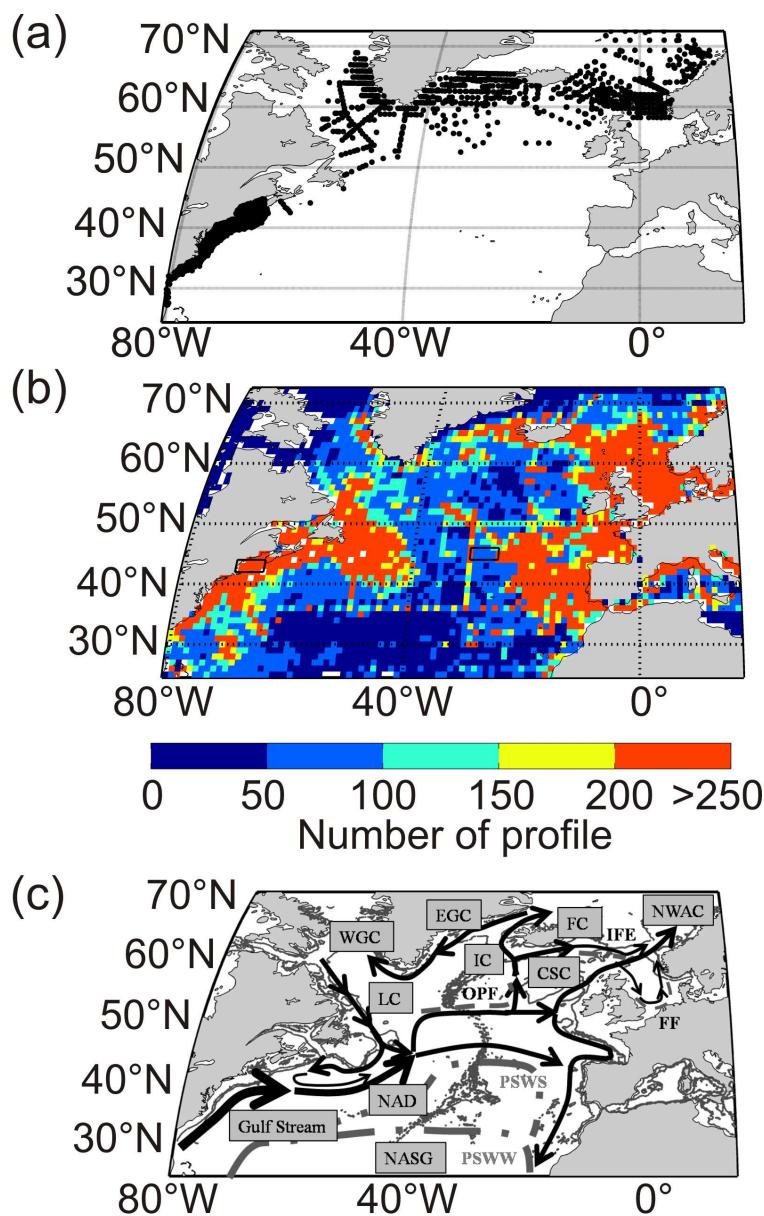 (a)
70°N
60°N
50°N
40°N
30°N
80°W 40°W 0°
(b)
70°N
60°N
50°N
40°N
30°N
80°W 40°W 0°
0 50 100 150 200 >250
Number of profile
(c)
70°N
60°N
50°N
40°N
30°N
EGC
FC
NWAC
WGC
IFE
IC
CSC
LC
OPF
FF
PSWS
NAD
Gulf Stream
NASG
PSWW
80°W 40°W 0°